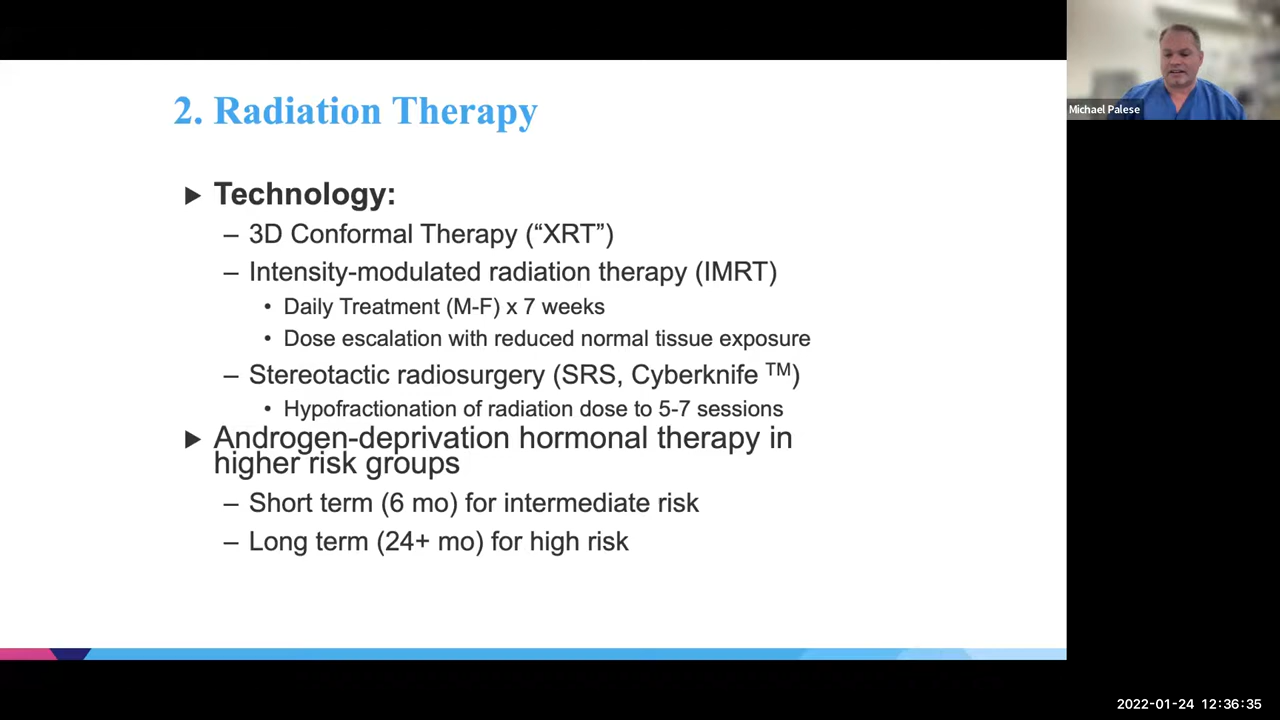 2. Radiation Therapy
Michael Palese
▶ Technology:
– 3D Conformal Therapy (“XRT”)
– Intensity-modulated radiation therapy (IMRT)
• Daily Treatment (M-F) x 7 weeks
• Dose escalation with reduced normal tissue exposure
– Stereotactic radiosurgery (SRS, Cyberknife TM)
• Hypofractionation of radiation dose to 5-7 sessions
▶ Androgen-deprivation hormonal therapy in
higher risk groups
– Short term (6 mo) for intermediate risk
– Long term (24+ mo) for high risk
2022-01-24 12:36:35